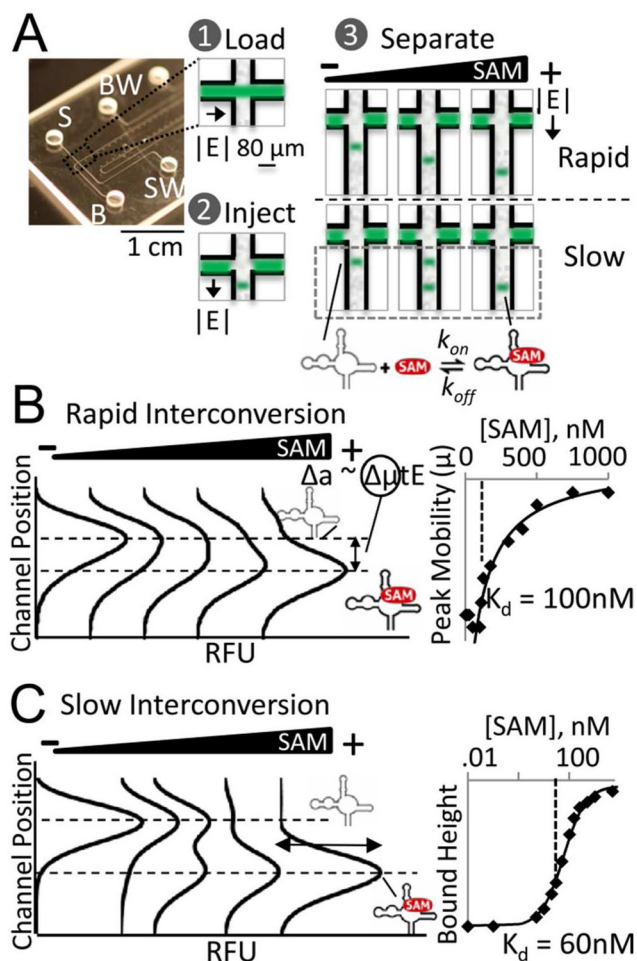 A
1 Load
3 Separate
- SAM +
S
BW
SW
B
1 cm
|E| 80 µm
2 Inject
|E|
|E|
Rapid
Slow
+ SAM
kon
koff
SAM
B Rapid Interconversion
- SAM +
Δa ~ ΔµtE
Channel Position
RFU
SAM
[SAM], nM
0 500 1000
Peak Mobility (µ)
Kd = 100nM
C Slow Interconversion
- SAM +
Channel Position
RFU
SAM
[SAM], nM
.01 100
Bound Height
Kd = 60nM